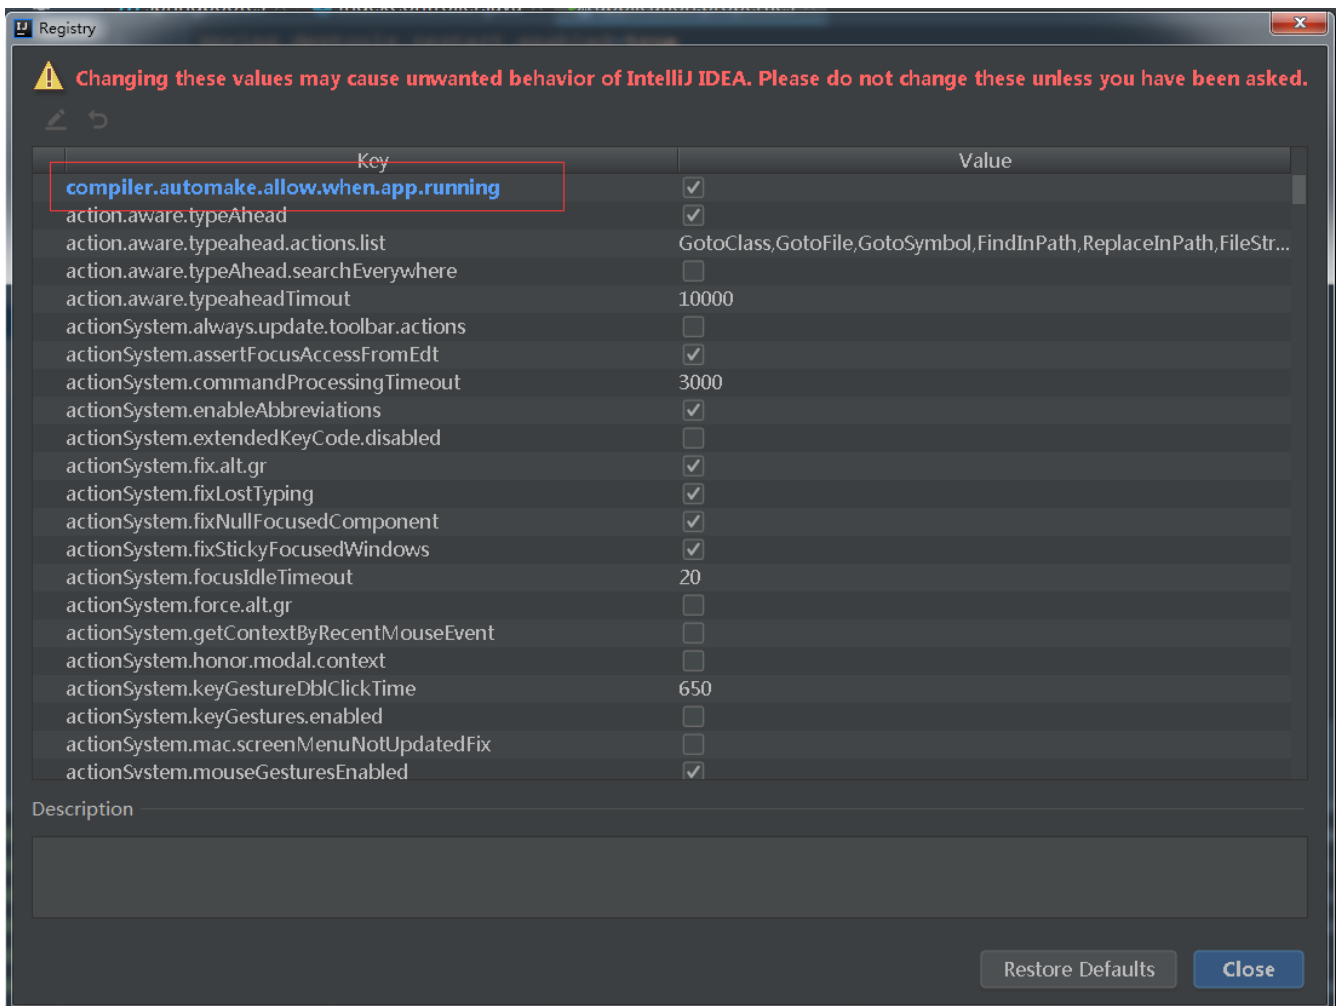 Registry
Changing these values may cause unwanted behavior of IntelliJ IDEA. Please do not change these unless you have been asked.
Key Value
compiler.automake.allow.when.app.running
action.aware.typeAhead
action.aware.typeahead.actions.list GotoClass,GotoFile,GotoSymbol,FindInPath,ReplaceInPath,FileStr...
action.aware.typeAhead.searchEverywhere
action.aware.typeaheadTimout 10000
actionSystem.always.update.toolbar.actions
actionSystem.assertFocusAccessFromEdt
actionSystem.commandProcessingTimeout 3000
actionSystem.enableAbbreviations
actionSystem.extendedKeyCode.disabled
actionSystem.fix.alt.gr
actionSystem.fixLostTyping
actionSystem.fixNullFocusedComponent
actionSystem.fixStickyFocusedWindows
actionSystem.focusIdleTimeout 20
actionSystem.force.alt.gr
actionSystem.getContextByRecentMouseEvent
actionSystem.honor.modal.context
actionSystem.keyGestureDblClickTime 650
actionSystem.keyGestures.enabled
actionSystem.mac.screenMenuNotUpdatedFix
actionSystem.mouseGesturesEnabled
Description
Restore Defaults Close